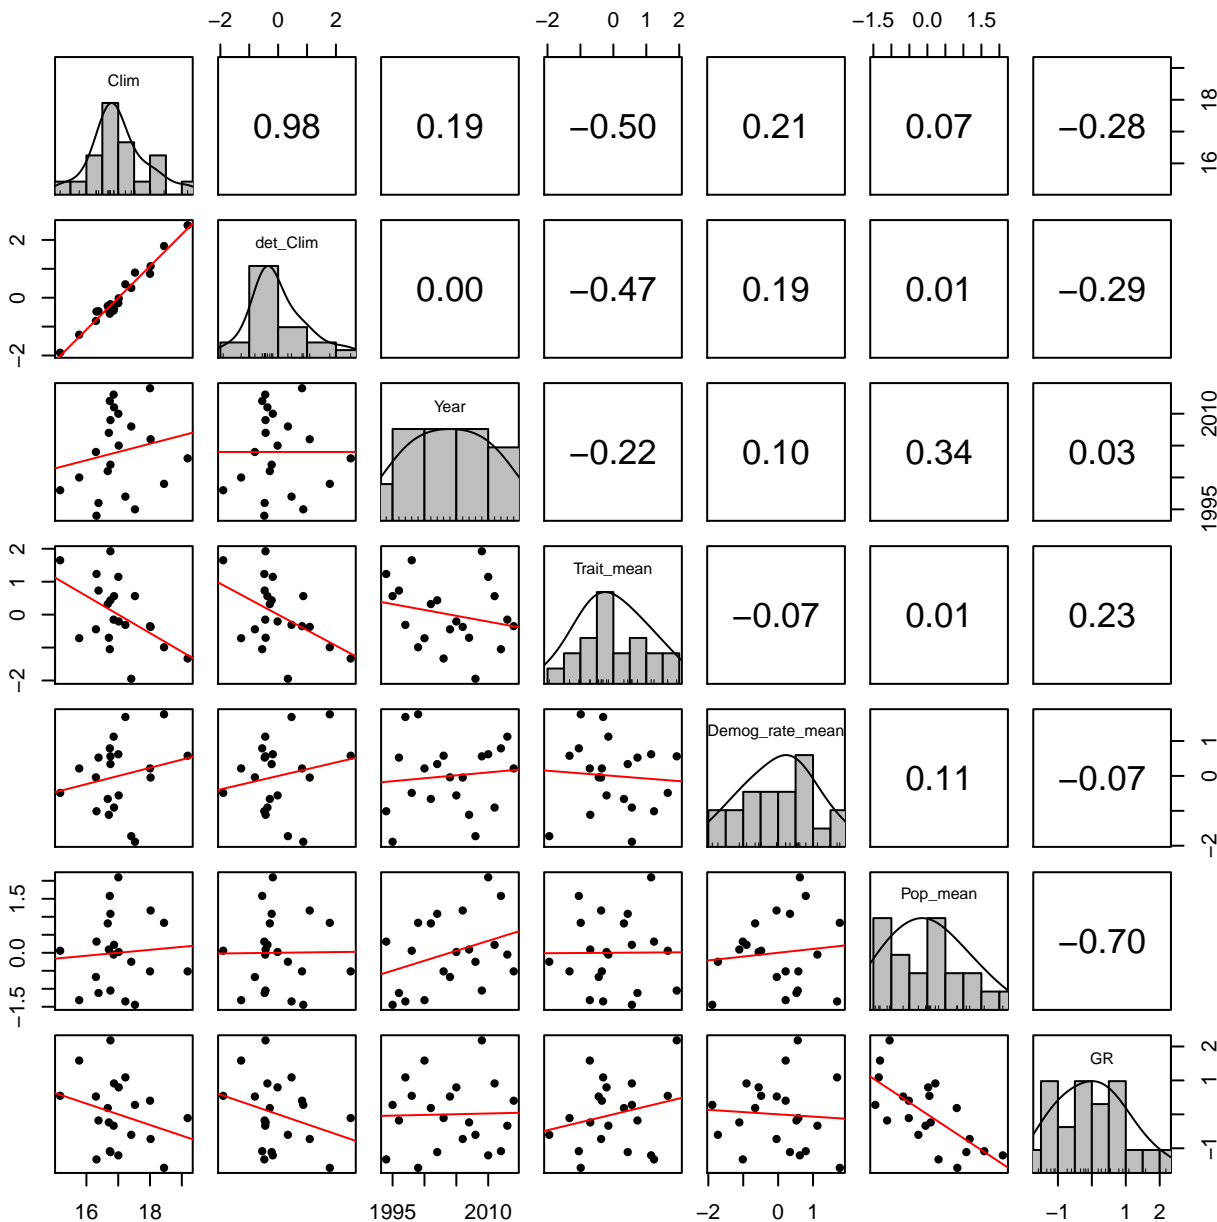 −2 0 2 −2 0 1 2 −1.5 0.0 1.5
Clim 0.98 0.19 −0.50 0.21 0.07 −0.28 16 18
−2 0 2 det_Clim 0.00 −0.47 0.19 0.01 −0.29
Year −0.22 0.10 0.34 0.03 1995 2010
−2 0 1 2 Trait_mean −0.07 0.01 0.23
Demog_rate_mean 0.11 −0.07 −2 0 1
−1.5 0.0 1.5 Pop_mean −0.70
GR −1 1 2
16 18 1995 2010 −2 0 1 −1 1 2